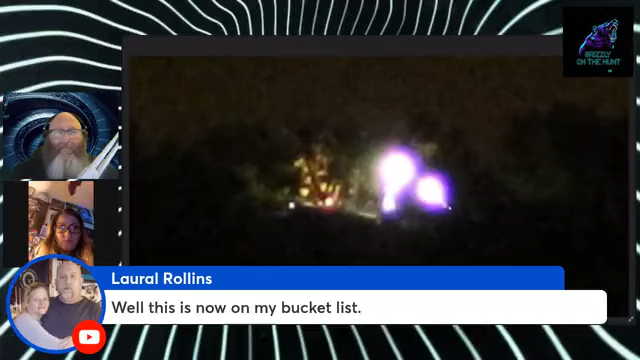 GRIZZLY
ON THE HUNT
Laural Rollins
Well this is now on my bucket list.